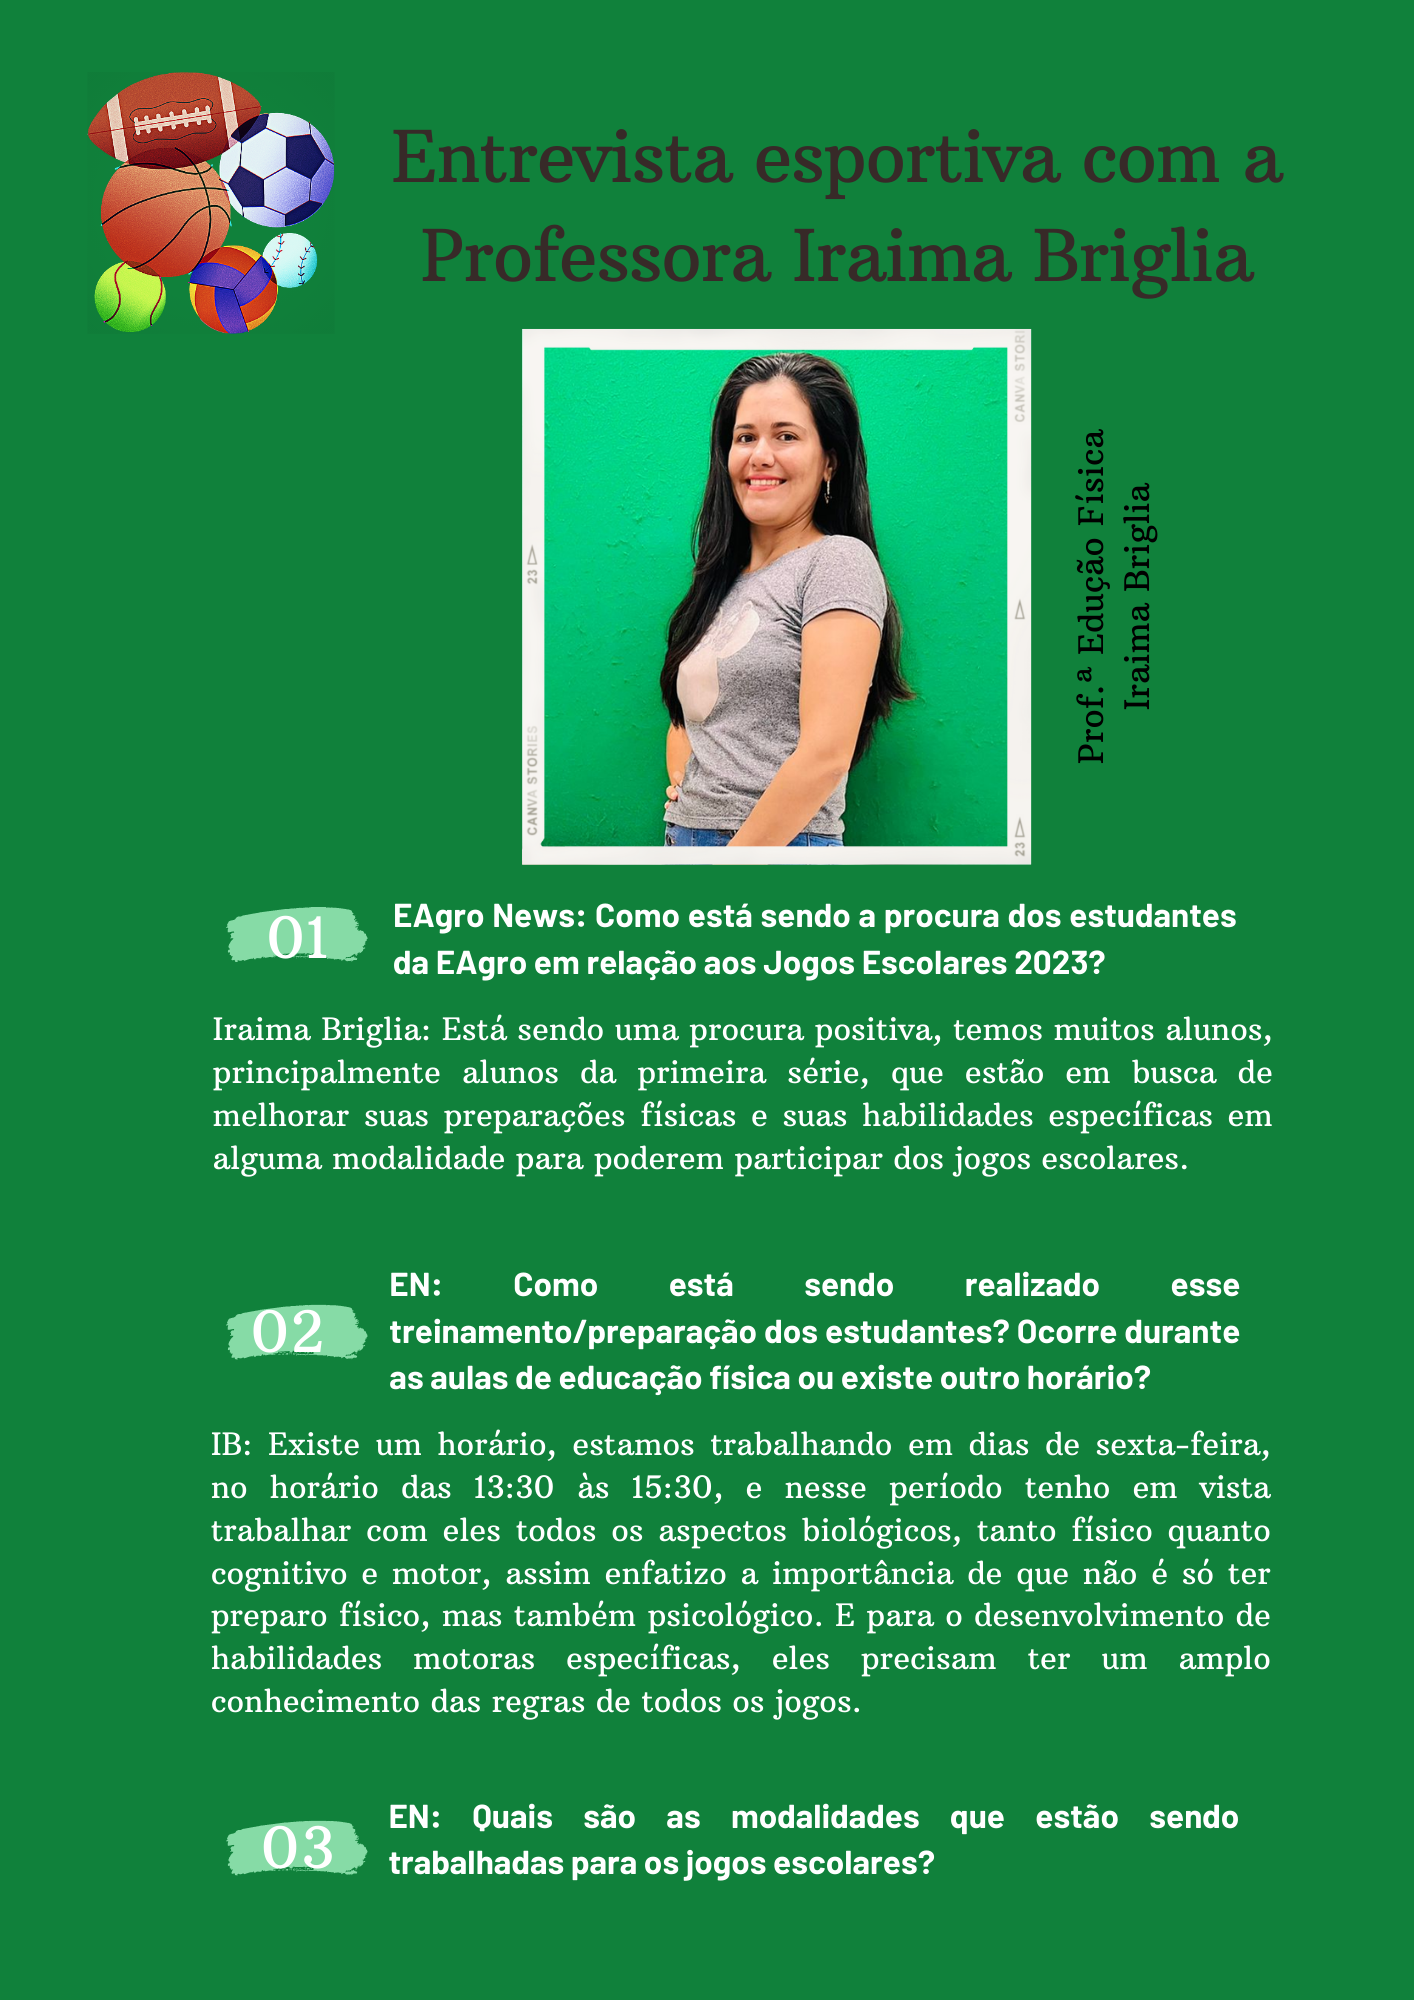 Entrevista esportiva com a
Professora Iraima Briglia
CANVA STORI
23
CANVA STORIES
23
Prof.ª Edução Física
Iraima Briglia
01
EAgro News: Como está sendo a procura dos estudantes
da EAgro em relação aos Jogos Escolares 2023?
Iraima Briglia: Está sendo uma procura positiva, temos muitos alunos,
principalmente alunos da primeira série, que estão em busca de
melhorar suas preparações físicas e suas habilidades específicas em
alguma modalidade para poderem participar dos jogos escolares.
02
EN: Como está sendo realizado esse
treinamento/preparação dos estudantes? Ocorre durante
as aulas de educação física ou existe outro horário?
IB: Existe um horário, estamos trabalhando em dias de sexta-feira,
no horário das 13:30 às 15:30, e nesse período tenho em vista
trabalhar com eles todos os aspectos biológicos, tanto físico quanto
cognitivo e motor, assim enfatizo a importância de que não é só ter
preparo físico, mas também psicológico. E para o desenvolvimento de
habilidades motoras específicas, eles precisam ter um amplo
conhecimento das regras de todos os jogos.
03
EN: Quais são as modalidades que estão sendo
trabalhadas para os jogos escolares?